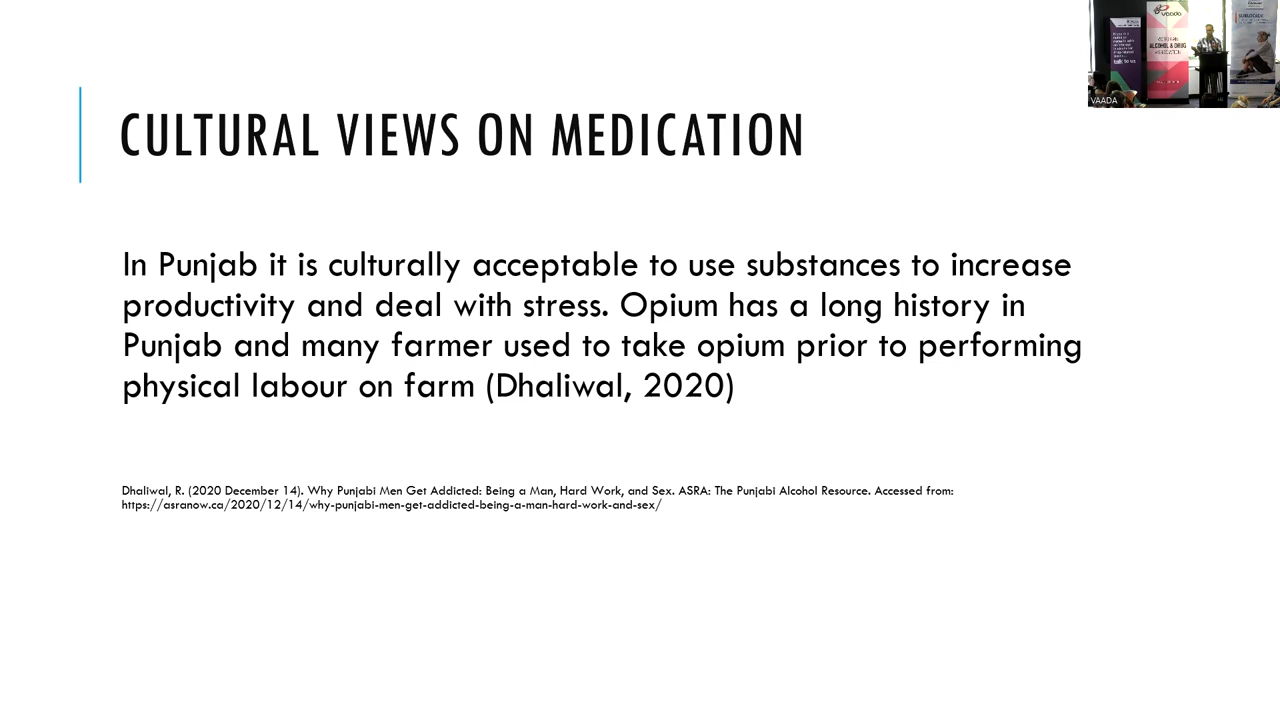 CULTURAL VIEWS ON MEDICATION
In Punjab it is culturally acceptable to use substances to increase
productivity and deal with stress. Opium has a long history in
Punjab and many farmer used to take opium prior to performing
physical labour on farm (Dhaliwal, 2020)
Dhaliwal, R. (2020 December 14). Why Punjabi Men Get Addicted: Being a Man, Hard Work, and Sex. ASRA: The Punjabi Alcohol Resource. Accessed from:
https://asranow.ca/2020/12/14/why-punjabi-men-get-addicted-being-a-man-hard-work-and-sex/
vaada
ALCOHOL & DRUG
talk to us
VAADA